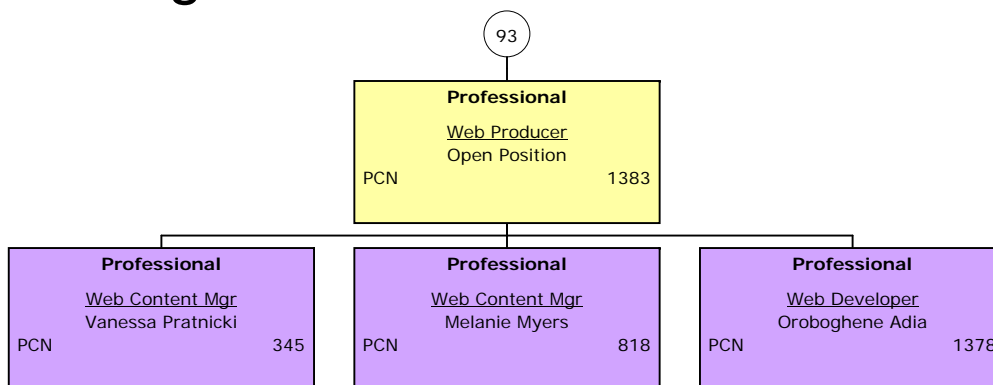 93
Professional
Web Producer
Open Position
PCN 1383
Professional
Web Content Mgr
Vanessa Pratnicki
PCN 345
Professional
Web Content Mgr
Melanie Myers
PCN 818
Professional
Web Developer
Oroboghene Adia
PCN 1378